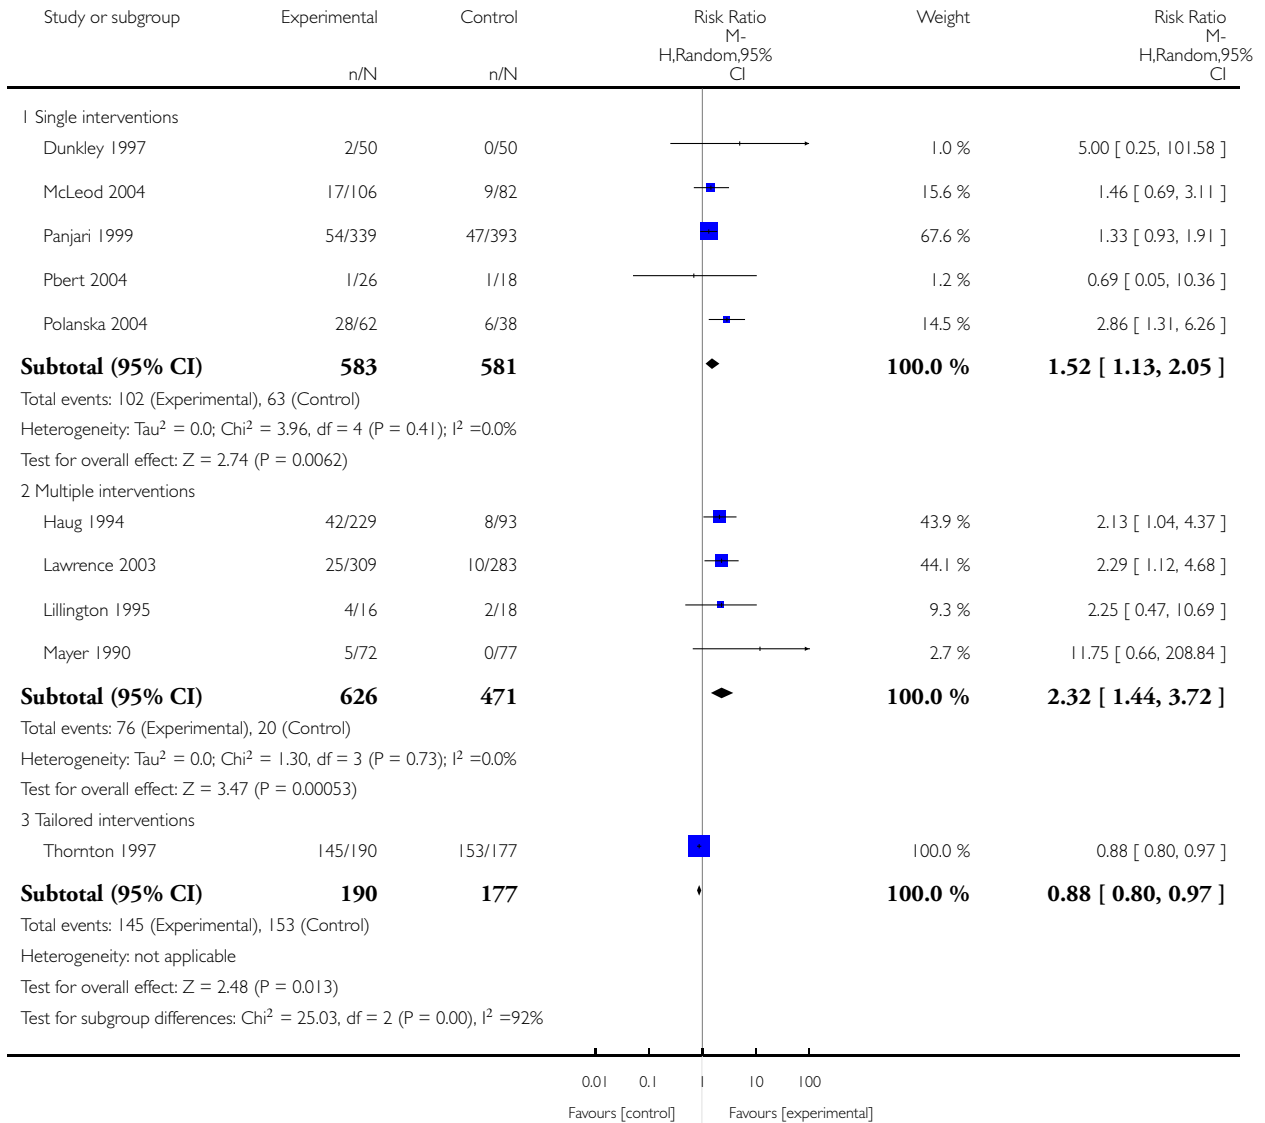 Study or subgroup Experimental Control Risk Ratio Weight Risk Ratio
M- M-
H,Random,95% H,Random,95%
n/N n/N CI CI
1 Single interventions
Dunkley 1997 2/50 0/50 1.0 % 5.00 [ 0.25, 101.58 ]
McLeod 2004 17/106 9/82 15.6 % 1.46 [ 0.69, 3.11 ]
Panjari 1999 54/339 47/393 67.6 % 1.33 [ 0.93, 1.91 ]
Pbert 2004 1/26 1/18 1.2 % 0.69 [ 0.05, 10.36 ]
Polanska 2004 28/62 6/38 14.5 % 2.86 [ 1.31, 6.26 ]
Subtotal (95% CI) 583 581 100.0 % 1.52 [ 1.13, 2.05 ]
Total events: 102 (Experimental), 63 (Control)
Heterogeneity: Tau² = 0.0; Chi² = 3.96, df = 4 (P = 0.41); I² =0.0%
Test for overall effect: Z = 2.74 (P = 0.0062)
2 Multiple interventions
Haug 1994 42/229 8/93 43.9 % 2.13 [ 1.04, 4.37 ]
Lawrence 2003 25/309 10/283 44.1 % 2.29 [ 1.12, 4.68 ]
Lillington 1995 4/16 2/18 9.3 % 2.25 [ 0.47, 10.69 ]
Mayer 1990 5/72 0/77 2.7 % 11.75 [ 0.66, 208.84 ]
Subtotal (95% CI) 626 471 100.0 % 2.32 [ 1.44, 3.72 ]
Total events: 76 (Experimental), 20 (Control)
Heterogeneity: Tau² = 0.0; Chi² = 1.30, df = 3 (P = 0.73); I² =0.0%
Test for overall effect: Z = 3.47 (P = 0.00053)
3 Tailored interventions
Thornton 1997 145/190 153/177 100.0 % 0.88 [ 0.80, 0.97 ]
Subtotal (95% CI) 190 177 100.0 % 0.88 [ 0.80, 0.97 ]
Total events: 145 (Experimental), 153 (Control)
Heterogeneity: not applicable
Test for overall effect: Z = 2.48 (P = 0.013)
Test for subgroup differences: Chi² = 25.03, df = 2 (P = 0.00), I² =92%
0.01 0.1 1 10 100
Favours [control] Favours [experimental]